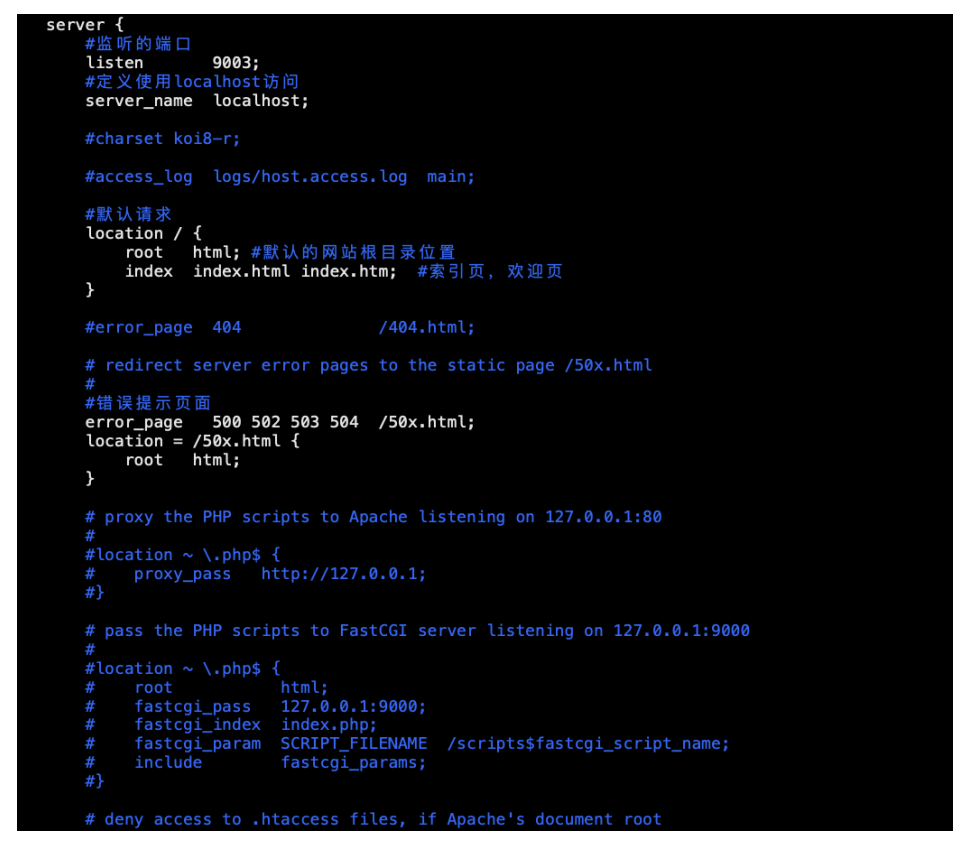 server {
    #监听的端口
    listen       9003;
    #定义使用localhost访问
    server_name  localhost;

    #charset koi8-r;

    #access_log  logs/host.access.log  main;

    #默认请求
    location / {
        root   html; #默认的网站根目录位置
        index  index.html index.htm;  #索引页, 欢迎页
    }

    #error_page  404              /404.html;

    # redirect server error pages to the static page /50x.html
    #
    #错误提示页面
    error_page   500 502 503 504  /50x.html;
    location = /50x.html {
        root   html;
    }

    # proxy the PHP scripts to Apache listening on 127.0.0.1:80
    #
    #location ~ \.php$ {
    #    proxy_pass   http://127.0.0.1;
    #}

    # pass the PHP scripts to FastCGI server listening on 127.0.0.1:9000
    #
    #location ~ \.php$ {
    #    root           html;
    #    fastcgi_pass   127.0.0.1:9000;
    #    fastcgi_index  index.php;
    #    fastcgi_param  SCRIPT_FILENAME  /scripts$fastcgi_script_name;
    #    include        fastcgi_params;
    #}

    # deny access to .htaccess files, if Apache's document root